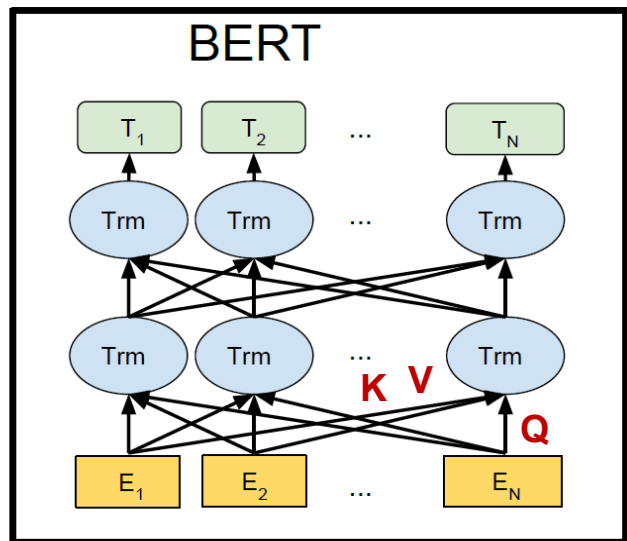 BERT
T1 T2 ... TN
Trm Trm ... Trm
Trm Trm ... Trm
K V
Q
E1 E2 ... EN